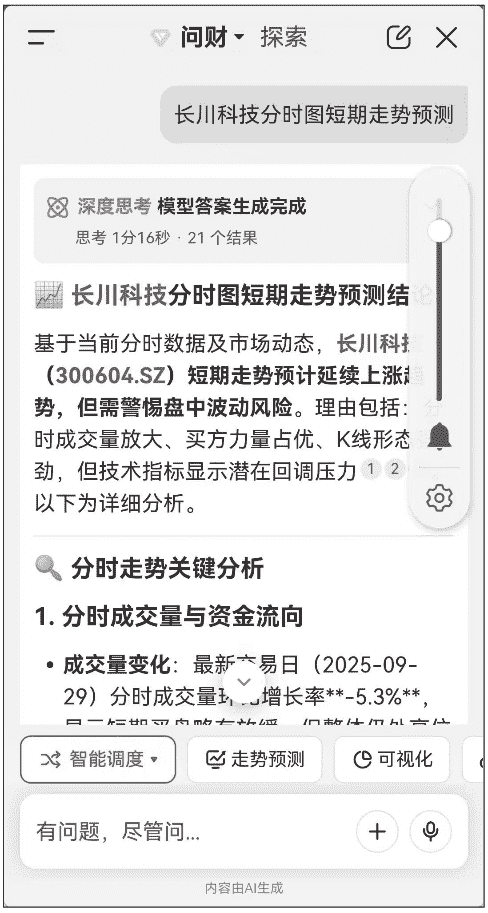 问财 探索
长川科技分时图短期走势预测
深度思考 模型答案生成完成
思考 1分16秒 · 21 个结果
长川科技分时图短期走势预测结论
基于当前分时数据及市场动态，长川科技
（300604.SZ）短期走势预计延续上涨趋
势，但需警惕盘中波动风险。理由包括：分
时成交量放大、买方力量占优、K线形态
劲，但技术指标显示潜在回调压力 1 2
以下为详细分析。
分时走势关键分析
1. 分时成交量与资金流向
• 成交量变化：最新交易日（2025-09-
29）分时成交量环比增长率**-5.3%**，
智能调度 走势预测 可视化
有问题，尽管问...
内容由AI生成